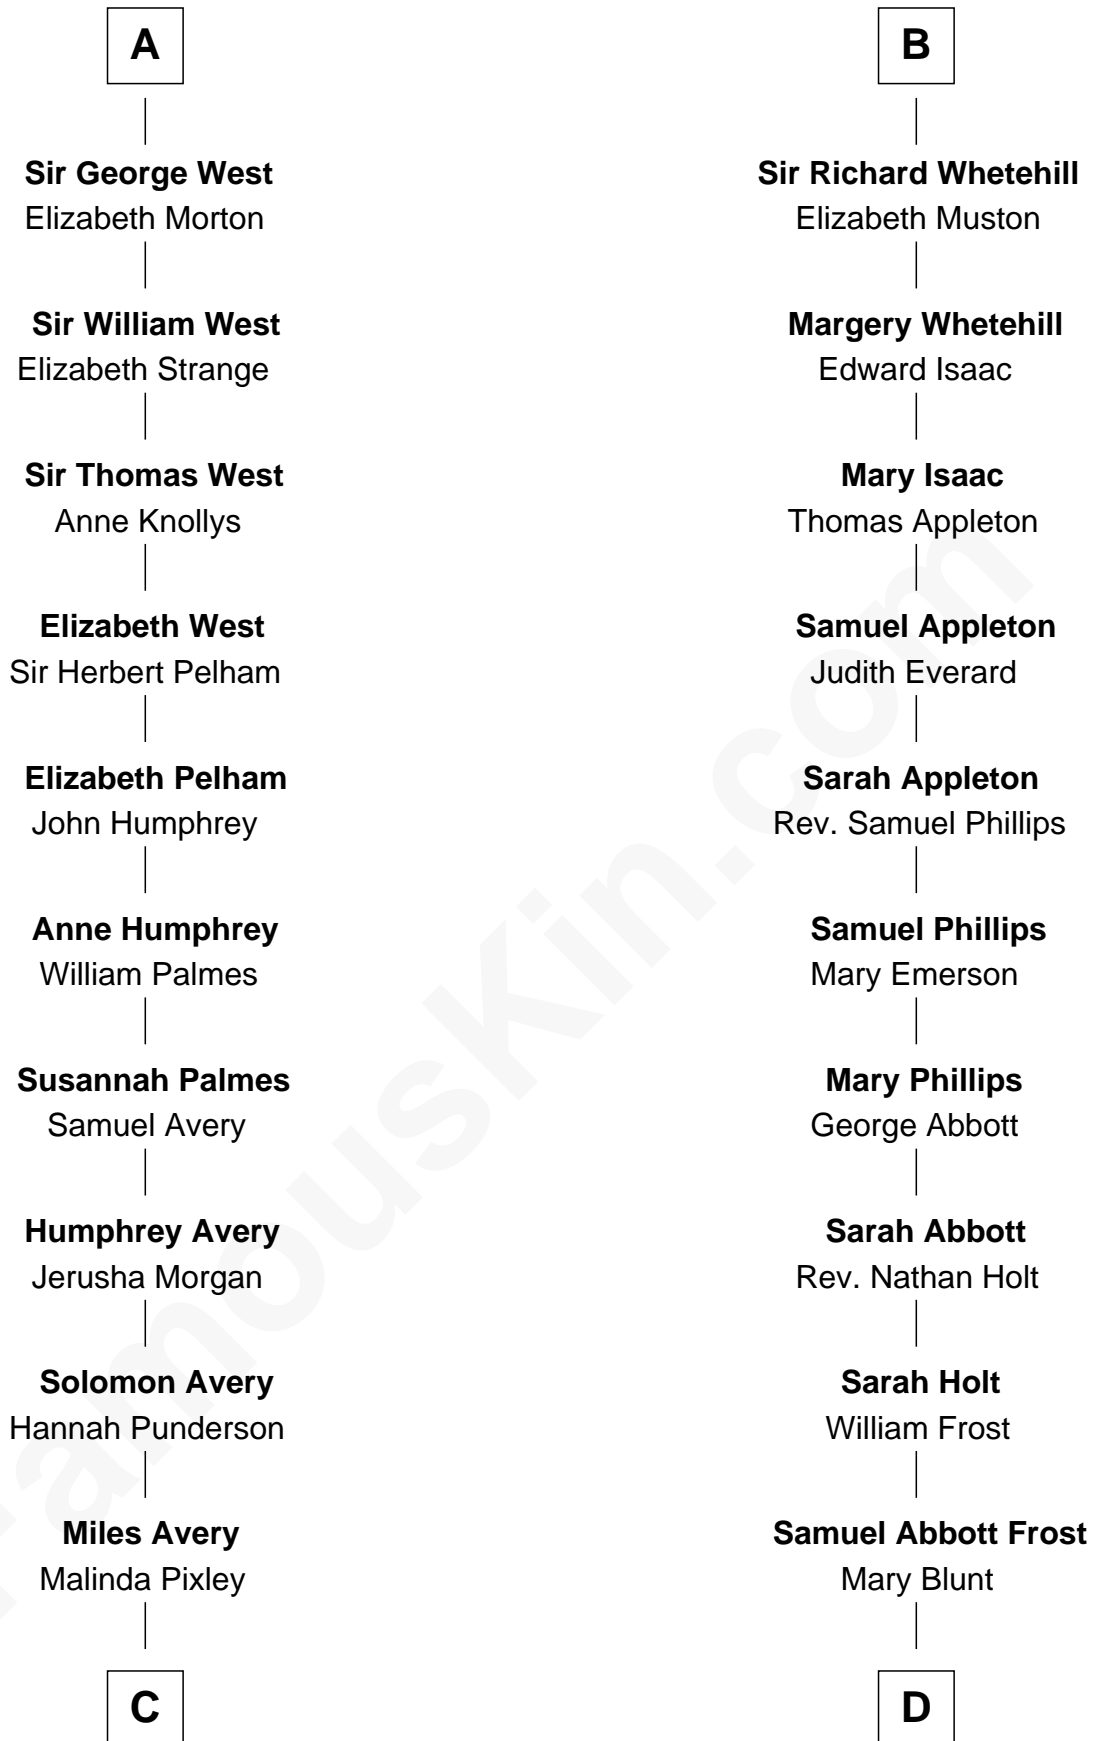 A
Sir George West
Elizabeth Morton
Sir William West
Elizabeth Strange
Sir Thomas West
Anne Knollys
Elizabeth West
Sir Herbert Pelham
Elizabeth Pelham
John Humphrey
Anne Humphrey
William Palmes
Susannah Palmes
Samuel Avery
Humphrey Avery
Jerusha Morgan
Solomon Avery
Hannah Punderson
Miles Avery
Malinda Pixley
C
B
Sir Richard Whetehill
Elizabeth Muston
Margery Whetehill
Edward Isaac
Mary Isaac
Thomas Appleton
Samuel Appleton
Judith Everard
Sarah Appleton
Rev. Samuel Phillips
Samuel Phillips
Mary Emerson
Mary Phillips
George Abbott
Sarah Abbott
Rev. Nathan Holt
Sarah Holt
William Frost
Samuel Abbott Frost
Mary Blunt
D
FamousKin.com